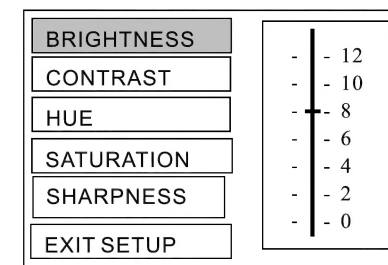 BRIGHTNESS
CONTRAST
HUE
SATURATION
SHARPNESS
EXIT SETUP
- - 12
- - 10
- - 8
- - 6
- - 4
- - 2
- - 0